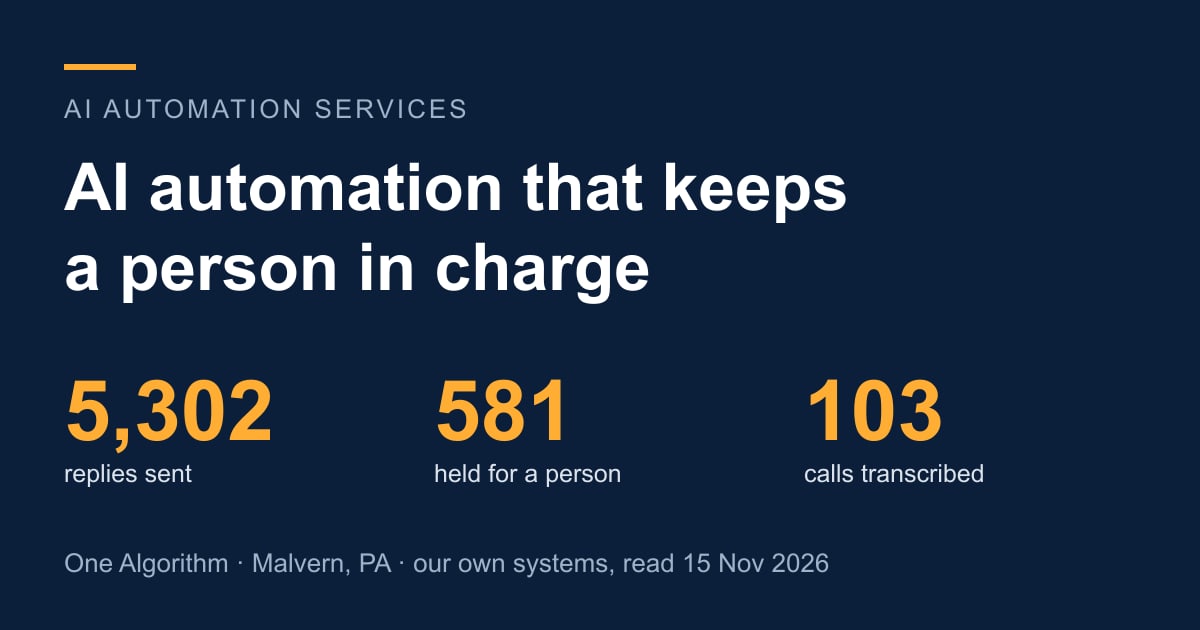 AI AUTOMATION SERVICES
AI automation that keeps
a person in charge
5,302 581 103
replies sent held for a person calls transcribed
One Algorithm · Malvern, PA · our own systems, read 15 Nov 2026